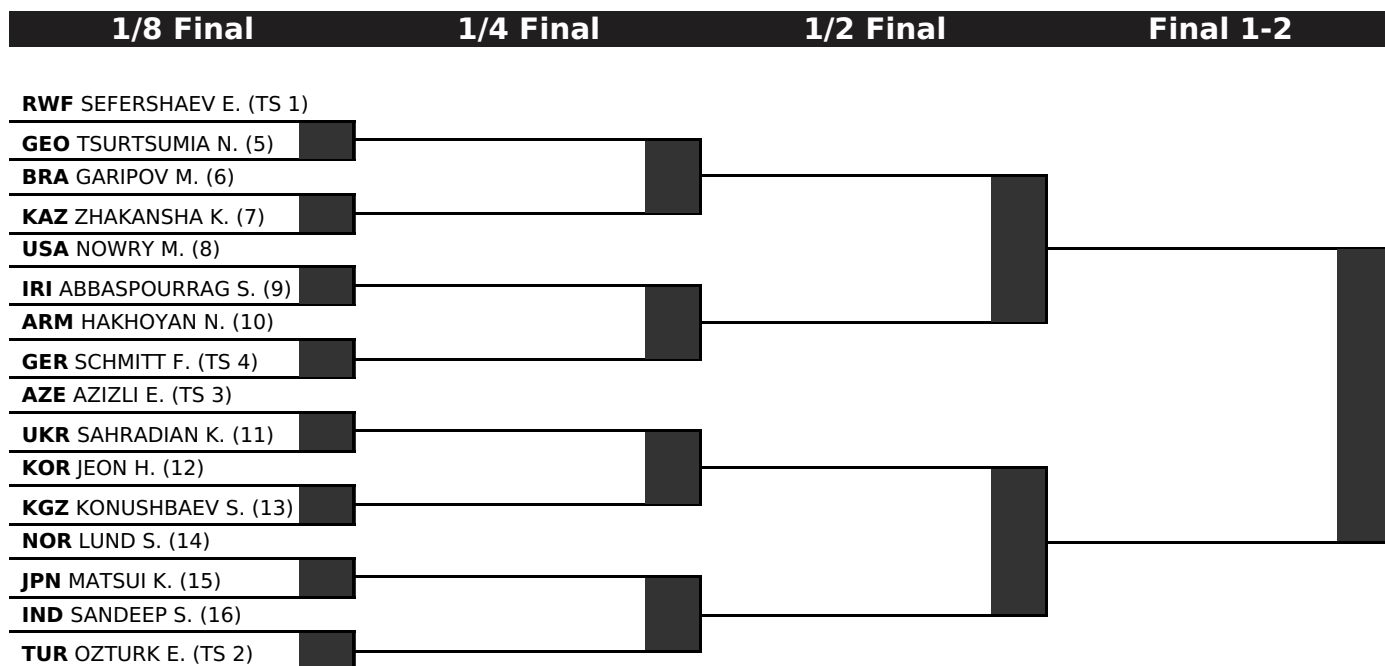 1/8 Final 1/4 Final 1/2 Final Final 1-2
RWF SEFERSHAEV E. (TS 1)
GEO TSURTSUMIA N. (5)
BRA GARIPOV M. (6)
KAZ ZHAKANSHA K. (7)
USA NOWRY M. (8)
IRI ABBASPOURRAG S. (9)
ARM HAKHOYAN N. (10)
GER SCHMITT F. (TS 4)
AZE AZIZLI E. (TS 3)
UKR SAHRADIAN K. (11)
KOR JEON H. (12)
KGZ KONUSHBAEV S. (13)
NOR LUND S. (14)
JPN MATSUI K. (15)
IND SANDEEP S. (16)
TUR OZTURK E. (TS 2)